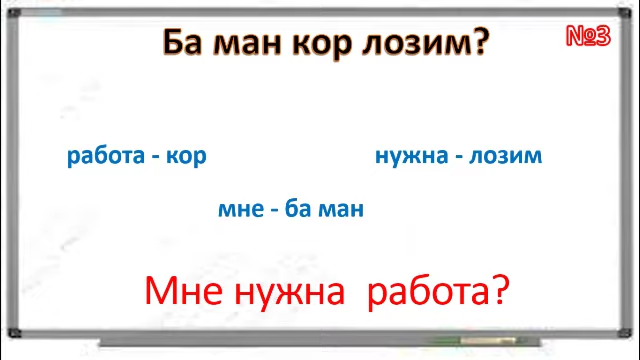 Ба ман кор лозим? №3
работа - кор нужна - лозим
мне - ба ман
Мне нужна работа?